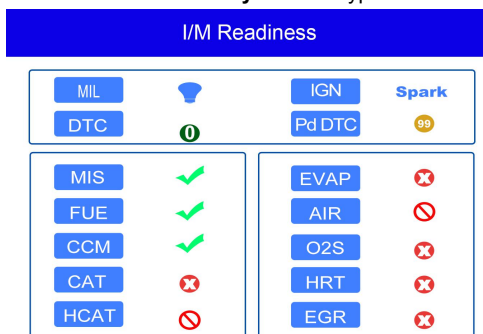 I/M Readiness
MIL IGN Spark
DTC 0 Pd DTC 99
MIS
FUE
CCM
CAT
HCAT
EVAP
AIR
O2S
HRT
EGR